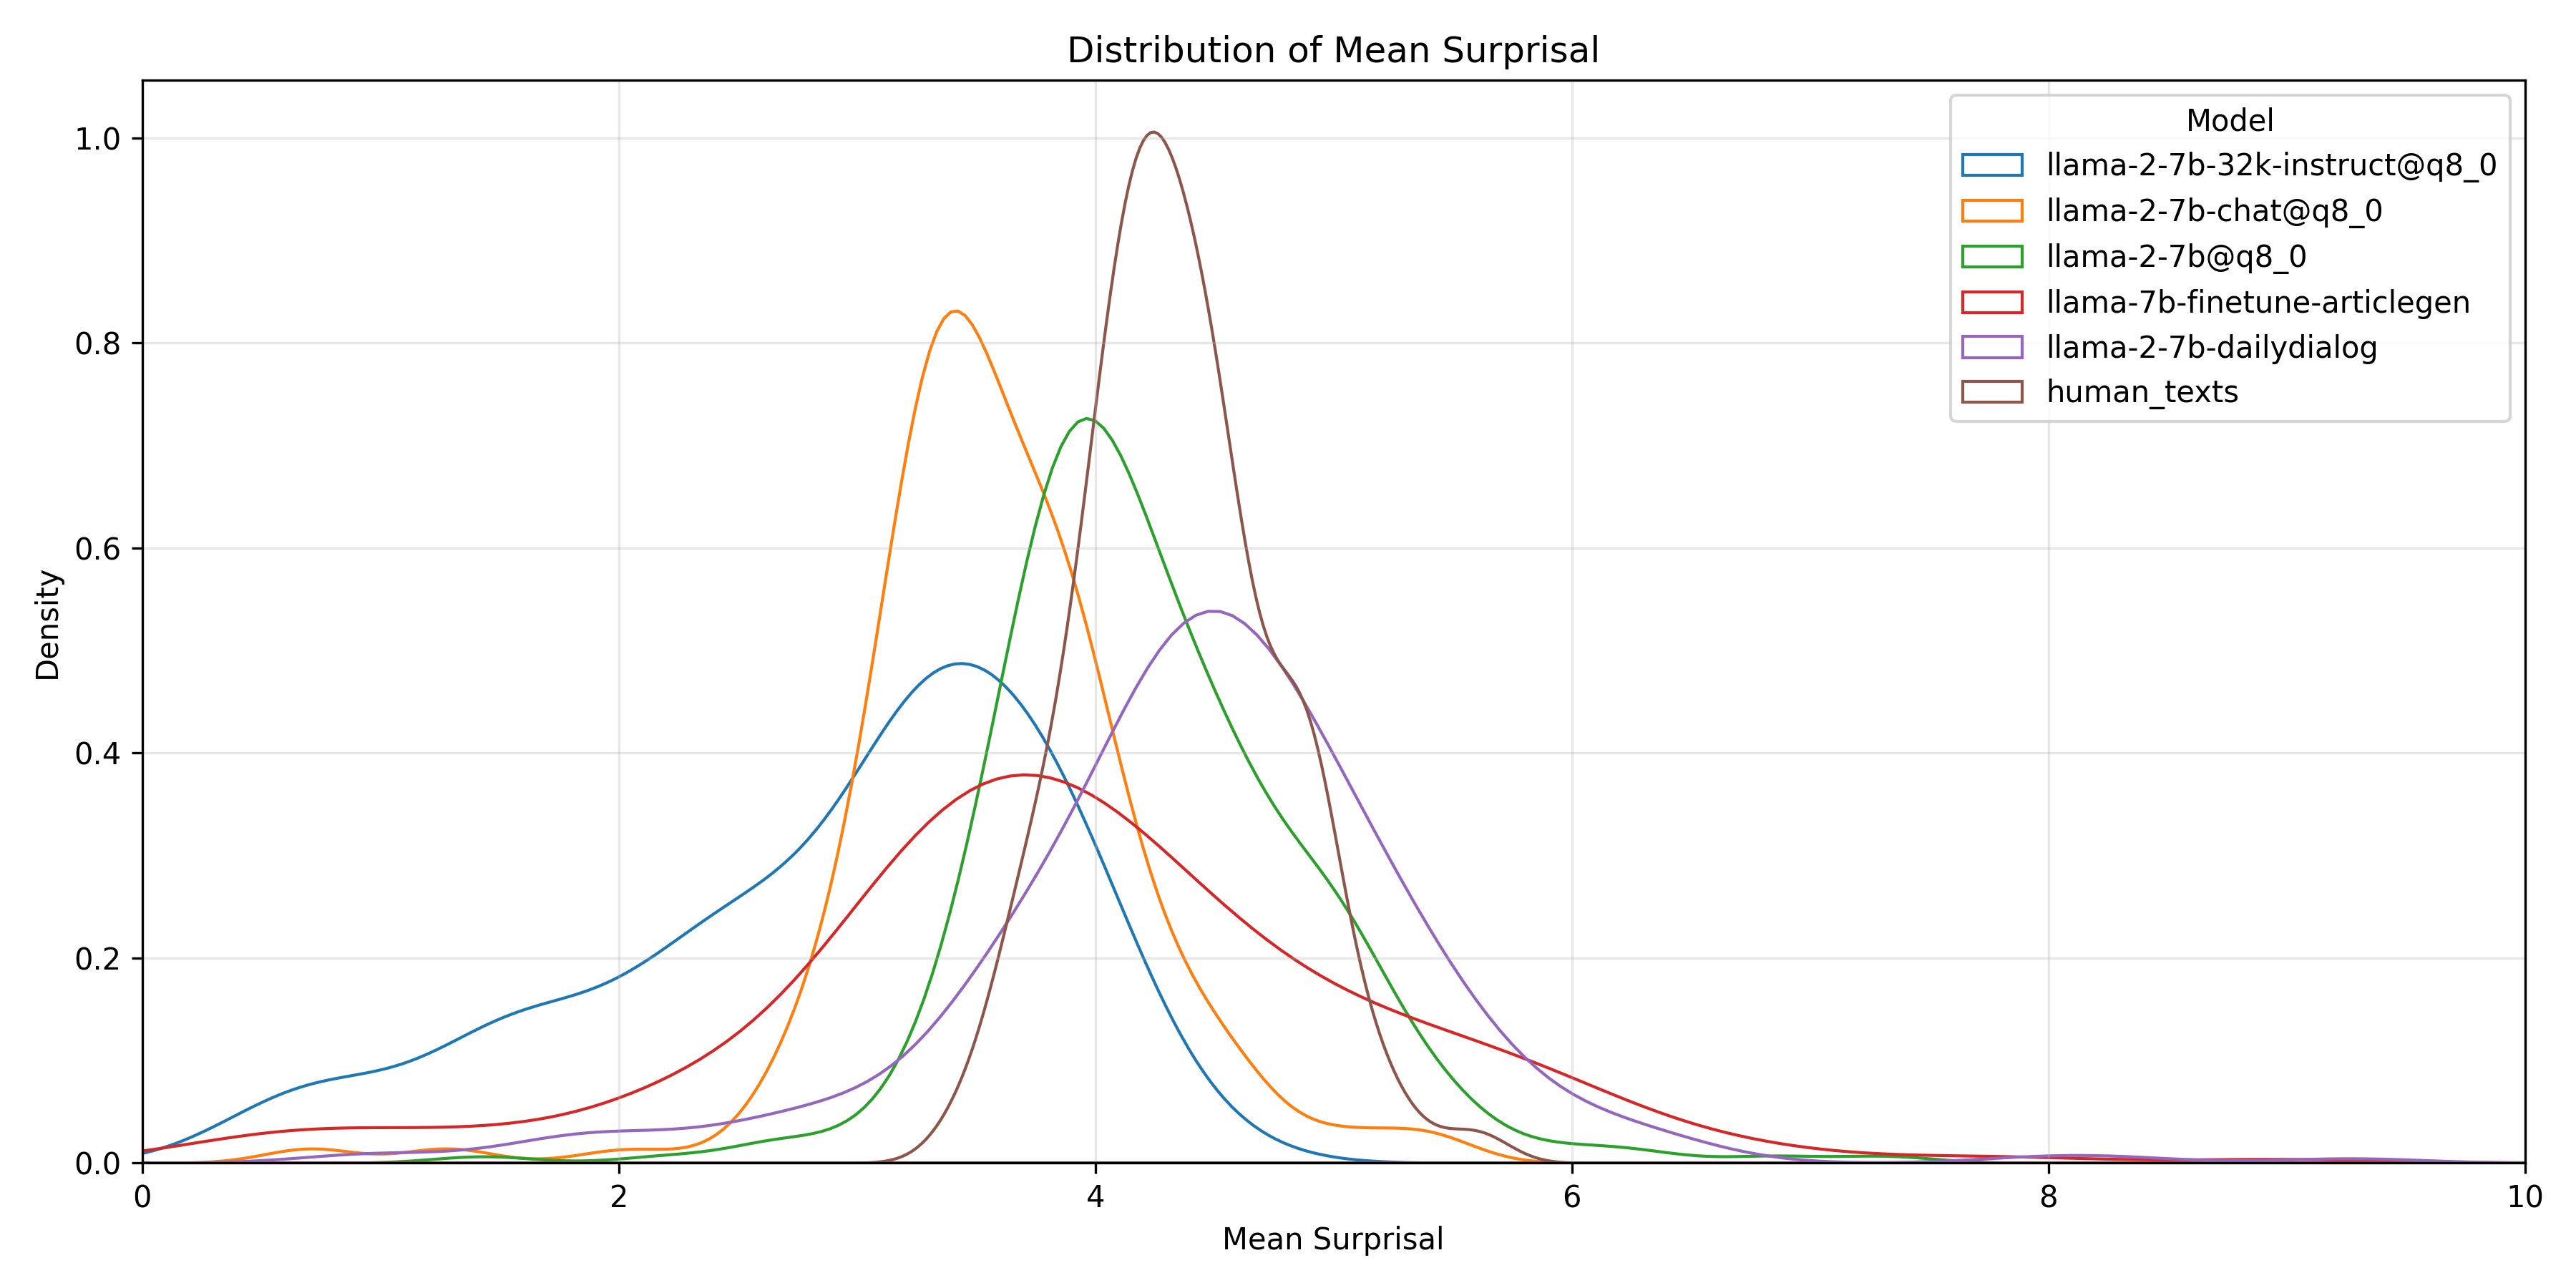 Distribution of Mean Surprisal
Model
llama-2-7b-32k-instruct@q8_0
llama-2-7b-chat@q8_0
llama-2-7b@q8_0
llama-7b-finetune-articlegen
llama-2-7b-dailydialog
human_texts
Density
1.0
0.8
0.6
0.4
0.2
0.0
0
2
4
6
8
10
Mean Surprisal